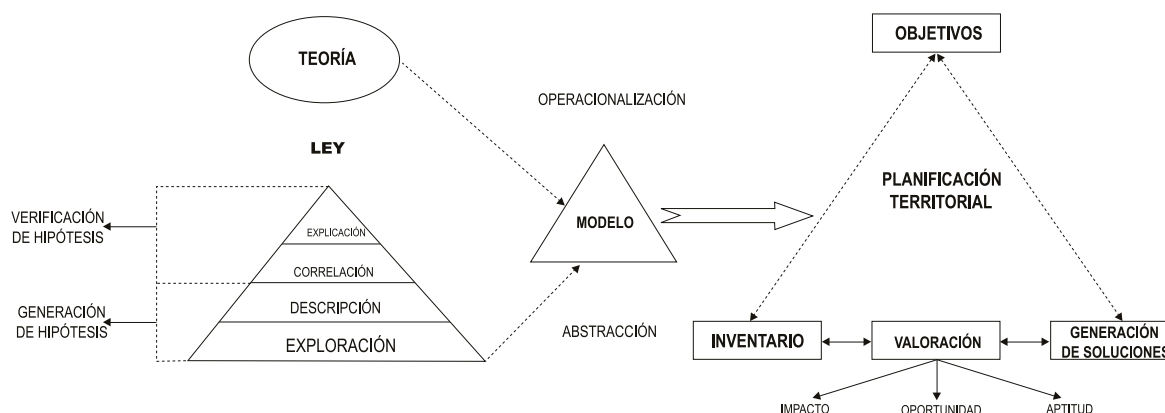 TEORÍA
LEY
VERIFICACIÓN
DE HIPÓTESIS
GENERACIÓN
DE HIPÓTESIS
EXPLICACIÓN
CORRELACIÓN
DESCRIPCIÓN
EXPLORACIÓN
OPERACIONALIZACIÓN
MODELO
ABSTRACCIÓN
OBJETIVOS
PLANIFICACIÓN
TERRITORIAL
INVENTARIO
VALORACIÓN
GENERACIÓN
DE SOLUCIONES
IMPACTO
OPORTUNIDAD
APTITUD